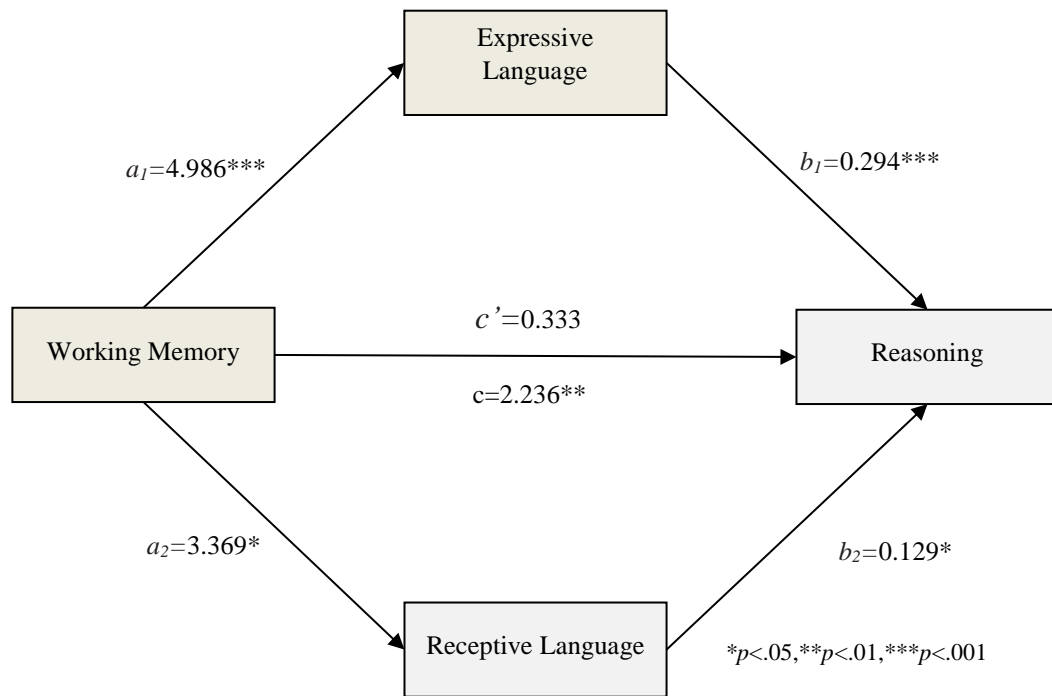 Expressive
Language
a₁=4.986***
b₁=0.294***
c’=0.333
Working Memory
Reasoning
c=2.236**
a₂=3.369*
b₂=0.129*
Receptive Language
*p<.05,**p<.01,***p<.001